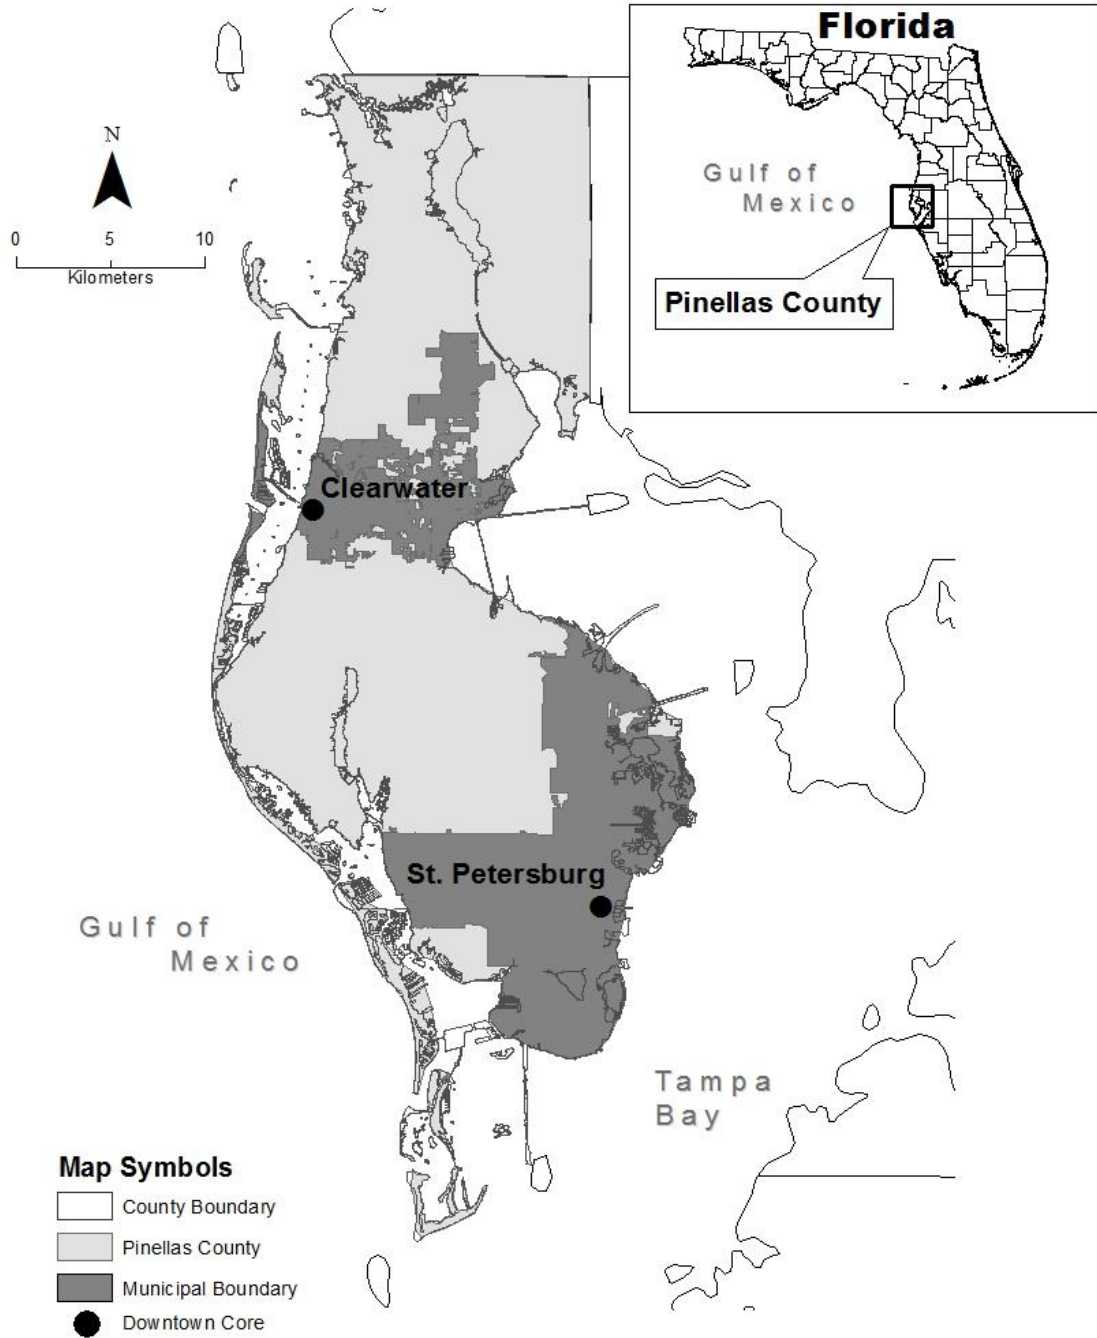 Florida
Gulf of
Mexico
Pinellas County
N
0 5 10
Kilometers
Clearwater
St. Petersburg
Gulf of
Mexico
Tampa
Bay
Map Symbols
County Boundary
Pinellas County
Municipal Boundary
Downtown Core